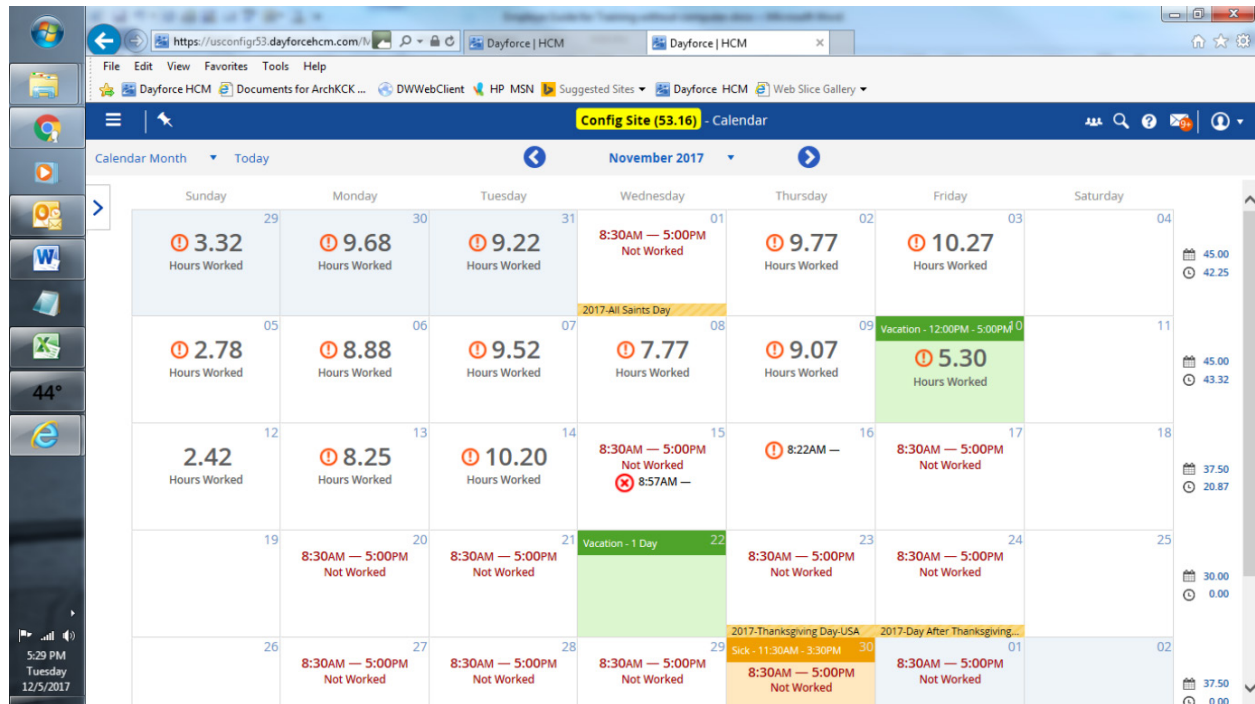 Employee Guide for Training without computer.docx - Microsoft Word
https://usconfigr53.dayforcehcm.com/
Dayforce | HCM
Dayforce | HCM
File Edit View Favorites Tools Help
Dayforce HCM
Documents for ArchKCK ...
DWWebClient
HP MSN
Suggested Sites
Dayforce HCM
Web Slice Gallery
Config Site (53.16) - Calendar
9+
Calendar Month Today
November 2017
Sunday Monday Tuesday Wednesday Thursday Friday Saturday
29 30 31 01 02 03 04
3.32 9.68 9.22 8:30AM — 5:00PM 9.77 10.27
Hours Worked Hours Worked Hours Worked Not Worked Hours Worked Hours Worked
45.00
42.25
2017-All Saints Day
05 06 07 08 09 Vacation - 12:00PM - 5:00PM 10 11
2.78 8.88 9.52 7.77 9.07 5.30
Hours Worked Hours Worked Hours Worked Hours Worked Hours Worked Hours Worked
45.00
43.32
12 13 14 15 16 17 18
2.42 8.25 10.20 8:30AM — 5:00PM 8:22AM — 8:30AM — 5:00PM
Hours Worked Hours Worked Hours Worked Not Worked Not Worked
8:57AM —
37.50
20.87
19 20 21 Vacation - 1 Day 22 23 24 25
8:30AM — 5:00PM 8:30AM — 5:00PM 8:30AM — 5:00PM 8:30AM — 5:00PM
Not Worked Not Worked Not Worked Not Worked
30.00
0.00
2017-Thanksgiving Day-USA 2017-Day After Thanksgiving...
26 27 28 29 Sick - 11:30AM - 3:30PM 30 01 02
8:30AM — 5:00PM 8:30AM — 5:00PM 8:30AM — 5:00PM 8:30AM — 5:00PM 8:30AM — 5:00PM
Not Worked Not Worked Not Worked Not Worked Not Worked
37.50
0.00
44°
5:29 PM
Tuesday
12/5/2017